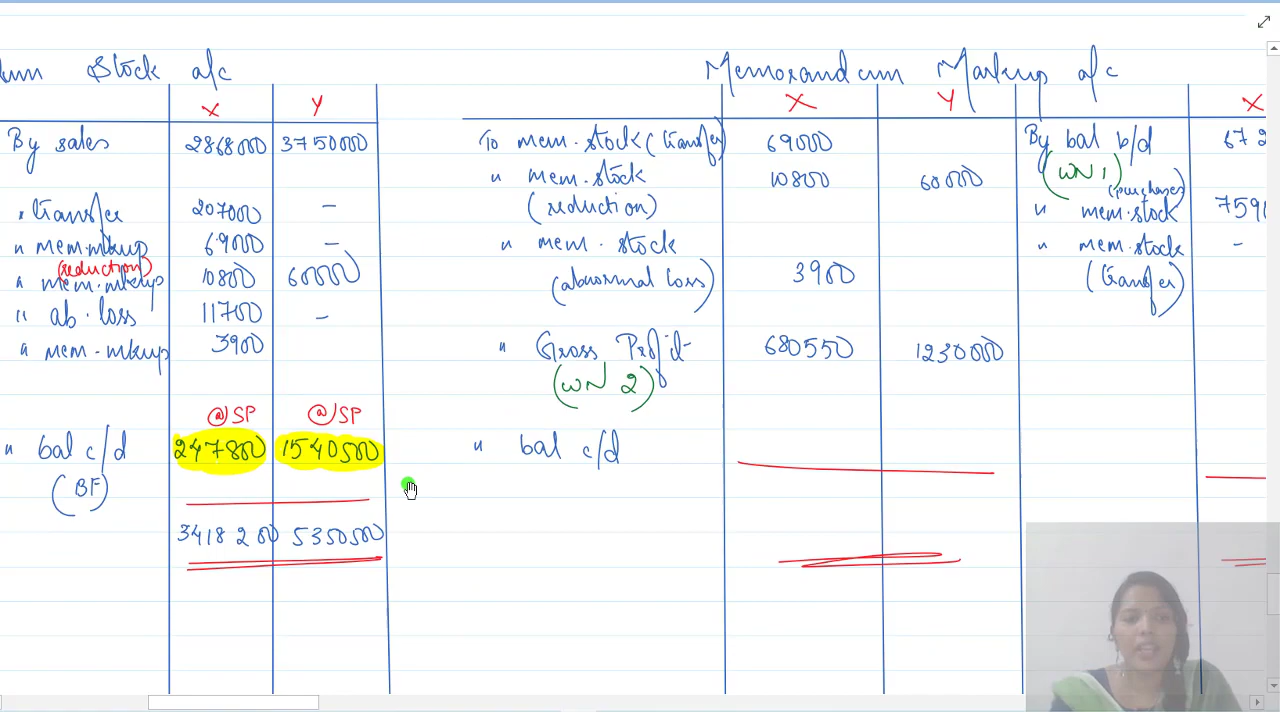 Stock a/c
X Y
By sales 2868000 3750000
" transfer 207000 -
" mem.mkup 6900 -
(reduction)
" mem.mkup 10800 60000
" ab. loss 11700 -
" mem.mkup 3900
@SP @SP
" bal c/d 247800 1540500
(BF)
3418200 5350500
Memorandum Markup a/c
X Y X
To mem.stock (transfer) 69000
" mem.stock 10800 60000
(reduction)
" mem. stock
(abnormal loss) 3900
" Gross Profit 680550 1230000
(WN 2)
" bal c/d
By bal b/d
(WN 1)
(purchases)
" mem.stock
" mem.stock -
(transfer)